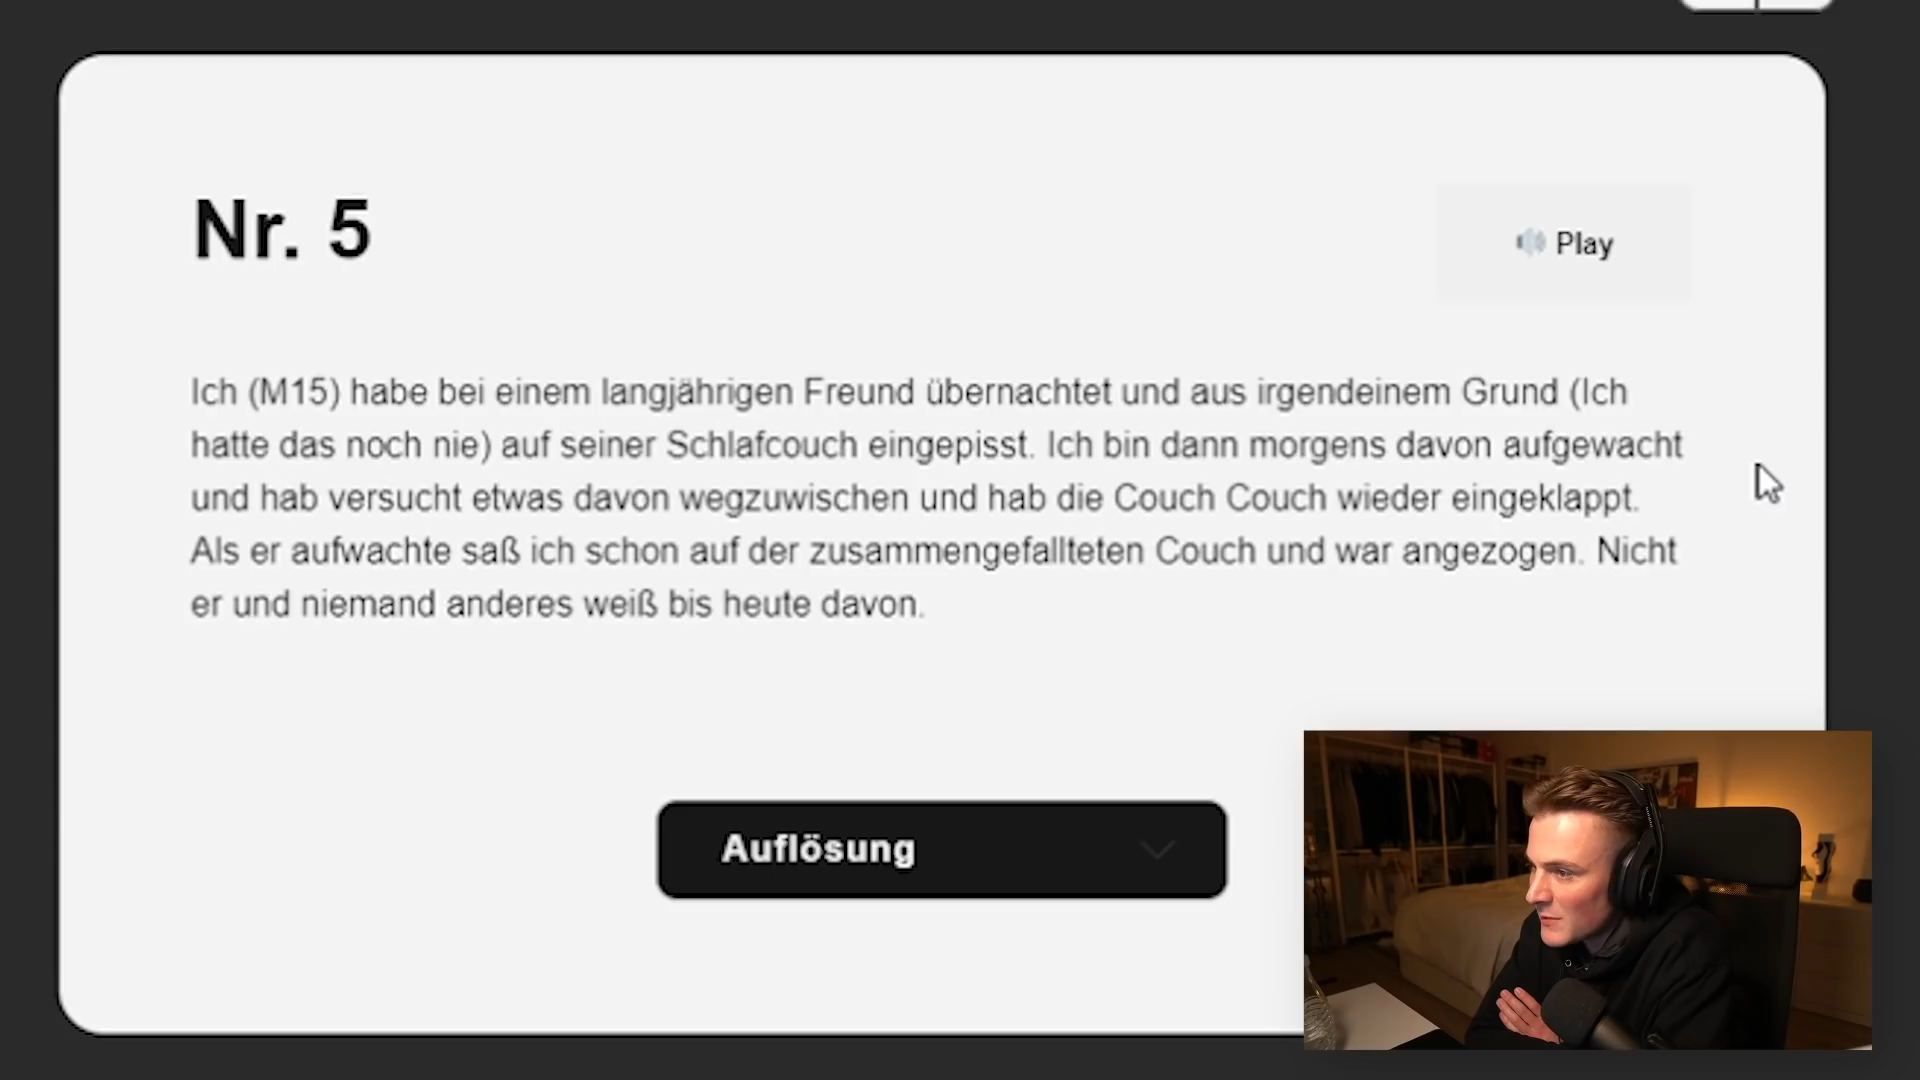 Nr. 5
Play
Ich (M15) habe bei einem langjährigen Freund übernachtet und aus irgendeinem Grund (Ich
hatte das noch nie) auf seiner Schlafcouch eingepisst. Ich bin dann morgens davon aufgewacht
und hab versucht etwas davon wegzuwischen und hab die Couch Couch wieder eingeklappt.
Als er aufwachte saß ich schon auf der zusammengefallteten Couch und war angezogen. Nicht
er und niemand anderes weiß bis heute davon.
Auflösung